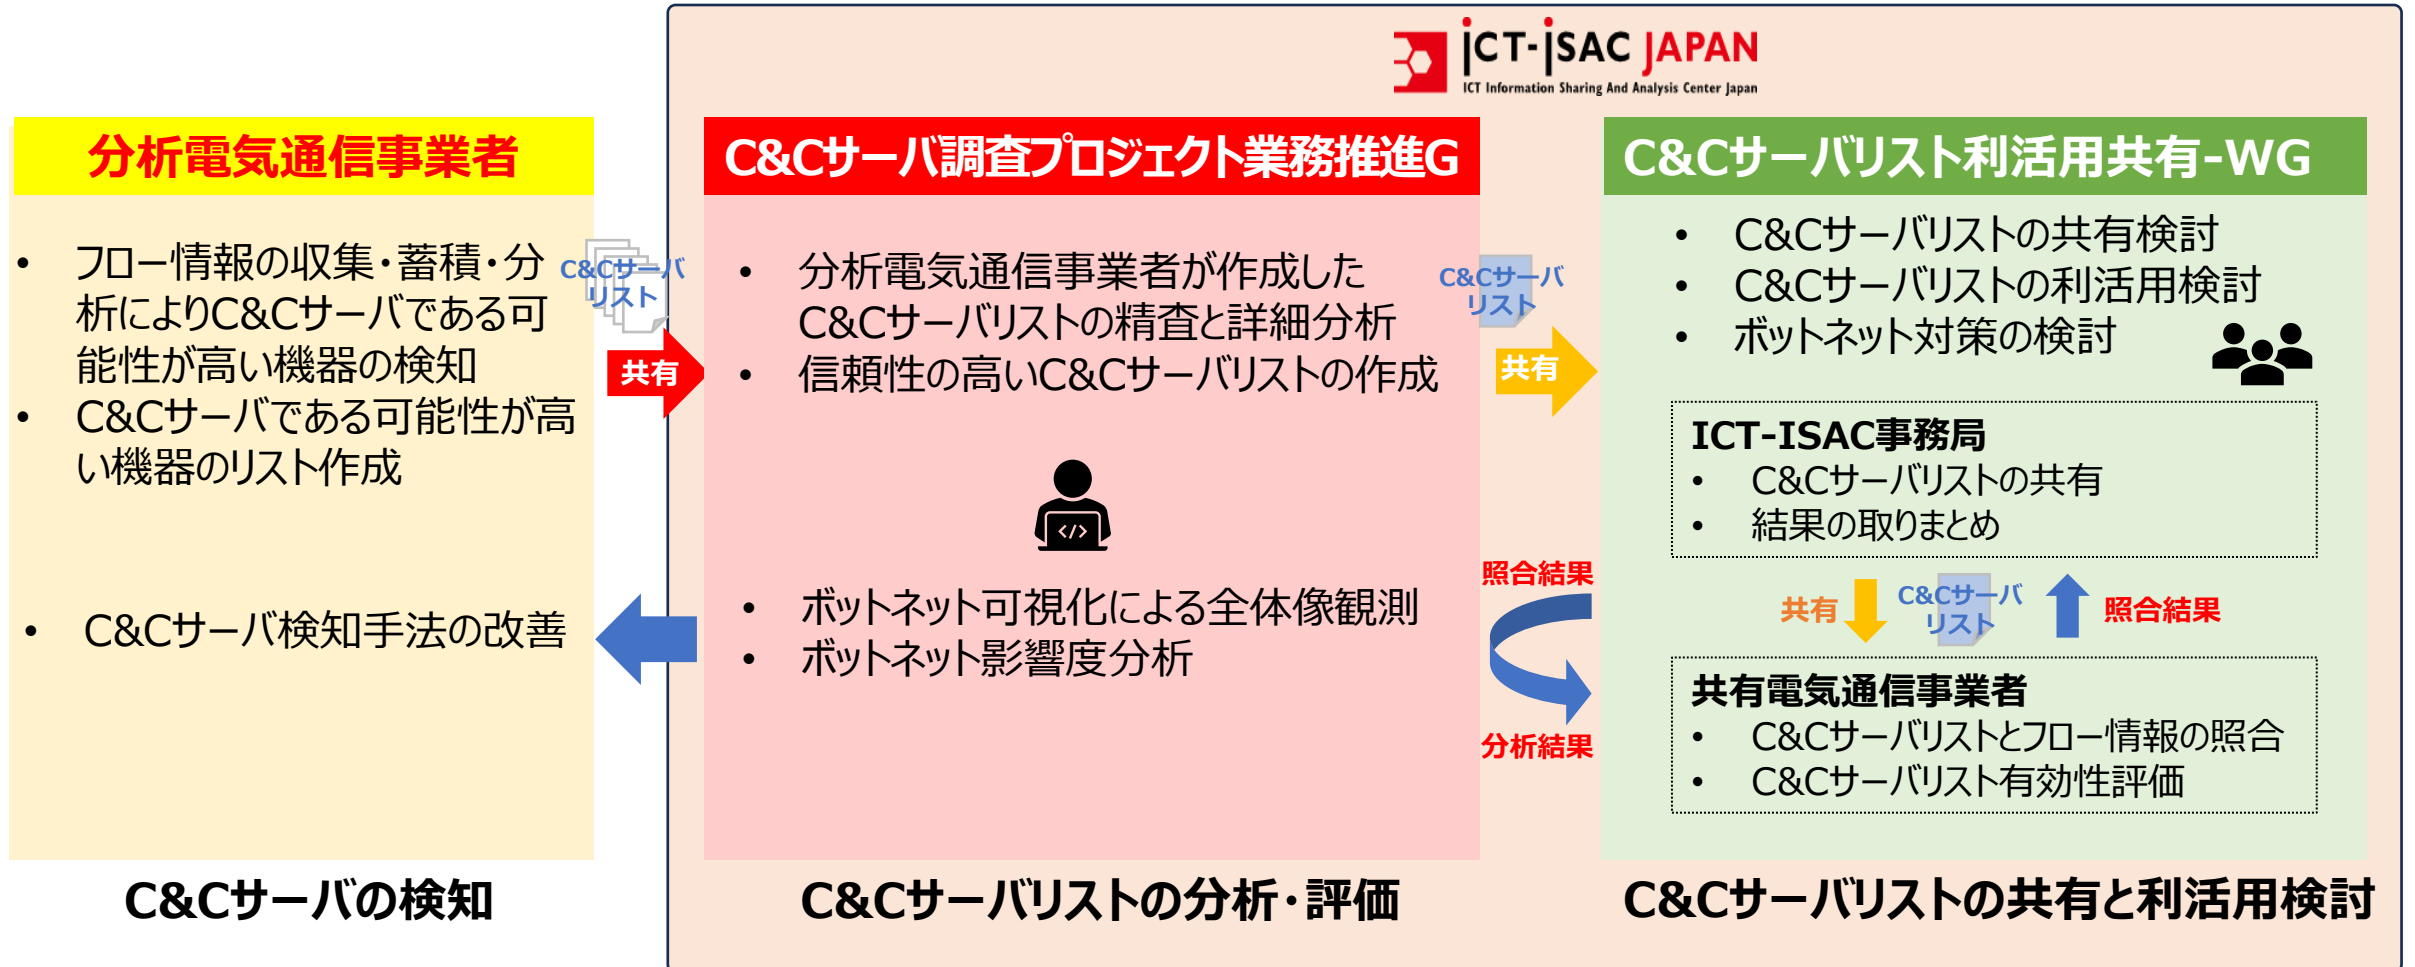 ICT-ISAC JAPAN
ICT Information Sharing And Analysis Center Japan
分析電気通信事業者
• フロー情報の収集・蓄積・分
析によりC&Cサーバである可
能性が高い機器の検知
• C&Cサーバである可能性が高
い機器のリスト作成
• C&Cサーバ検知手法の改善
C&Cサーバの検知
C&Cサーバ
リスト
共有
C&Cサーバ調査プロジェクト業務推進G
• 分析電気通信事業者が作成した
C&Cサーバリストの精査と詳細分析
• 信頼性の高いC&Cサーバリストの作成
• ボットネット可視化による全体像観測
• ボットネット影響度分析
C&Cサーバリストの分析・評価
C&Cサーバ
リスト
共有
照合結果
分析結果
C&Cサーバリスト利活用共有-WG
• C&Cサーバリストの共有検討
• C&Cサーバリストの利活用検討
• ボットネット対策の検討
ICT-ISAC事務局
• C&Cサーバリストの共有
• 結果の取りまとめ
共有
C&Cサーバ
リスト
照合結果
共有電気通信事業者
• C&Cサーバリストとフロー情報の照合
• C&Cサーバリスト有効性評価
C&Cサーバリストの共有と利活用検討